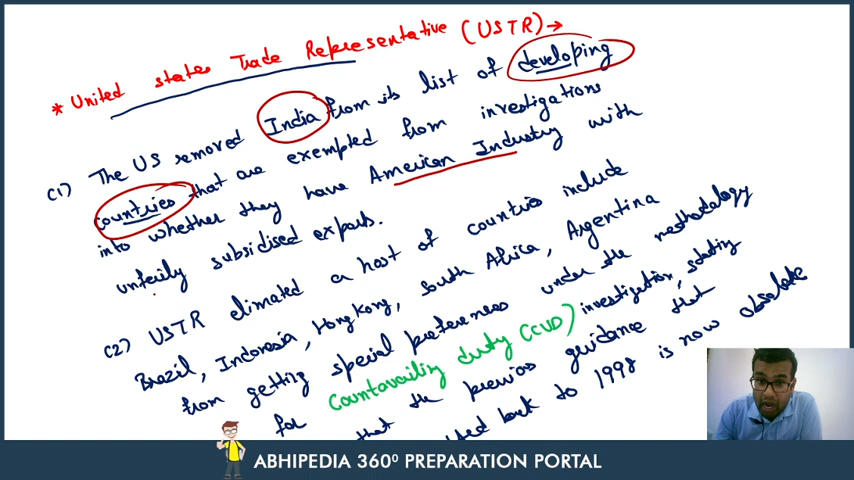 * United states Trade Representative (USTR) →
(1) The US removed India from its list of developing
countries that are exempted from investigations
into whether they have American Industry with
unfairly subsidised exports.
(2) USTR elimated a host of countries include
Brazil, Indonesia, Hongkong, South Africa, Argentina
from getting special preferences under the methodology
for Countavailing duty (CVD) investigation, stating
that the previous guidance that
back to 1998 is now obsolete
ABHIPEDIA 360⁰ PREPARATION PORTAL